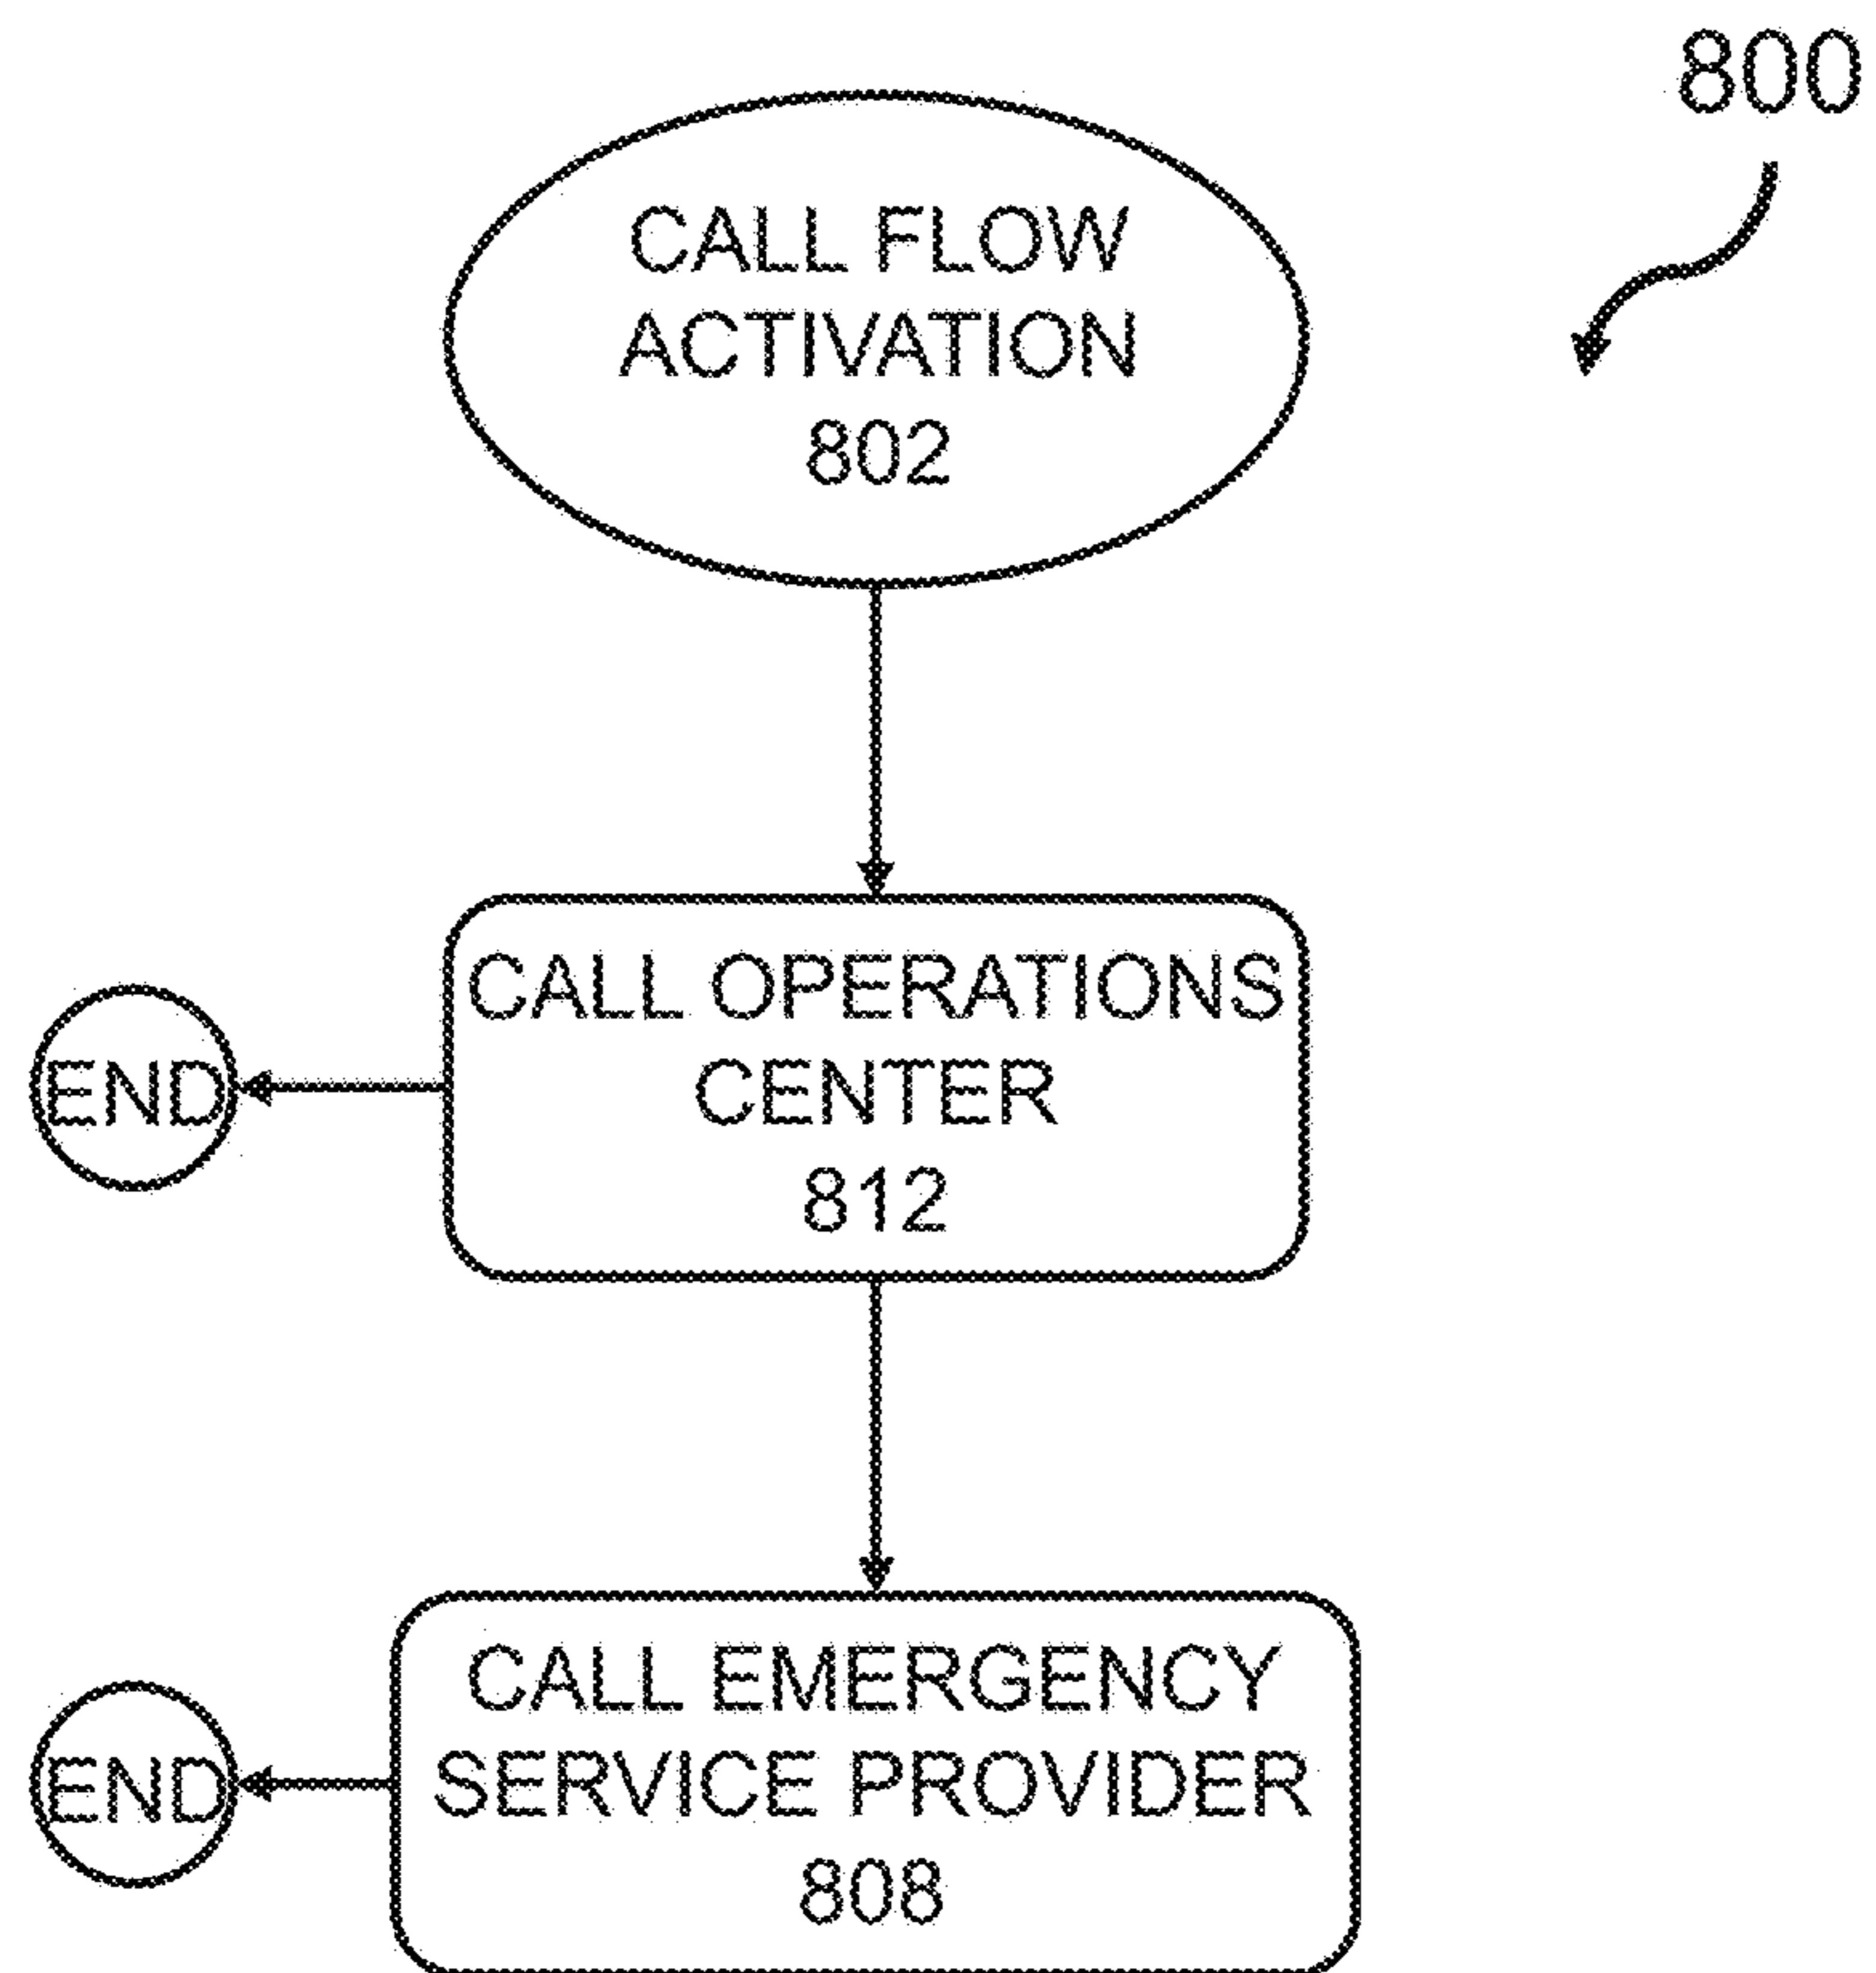 800
CALL FLOW
ACTIVATION
802
CALL OPERATIONS
CENTER
812
END
CALL EMERGENCY
SERVICE PROVIDER
808
END